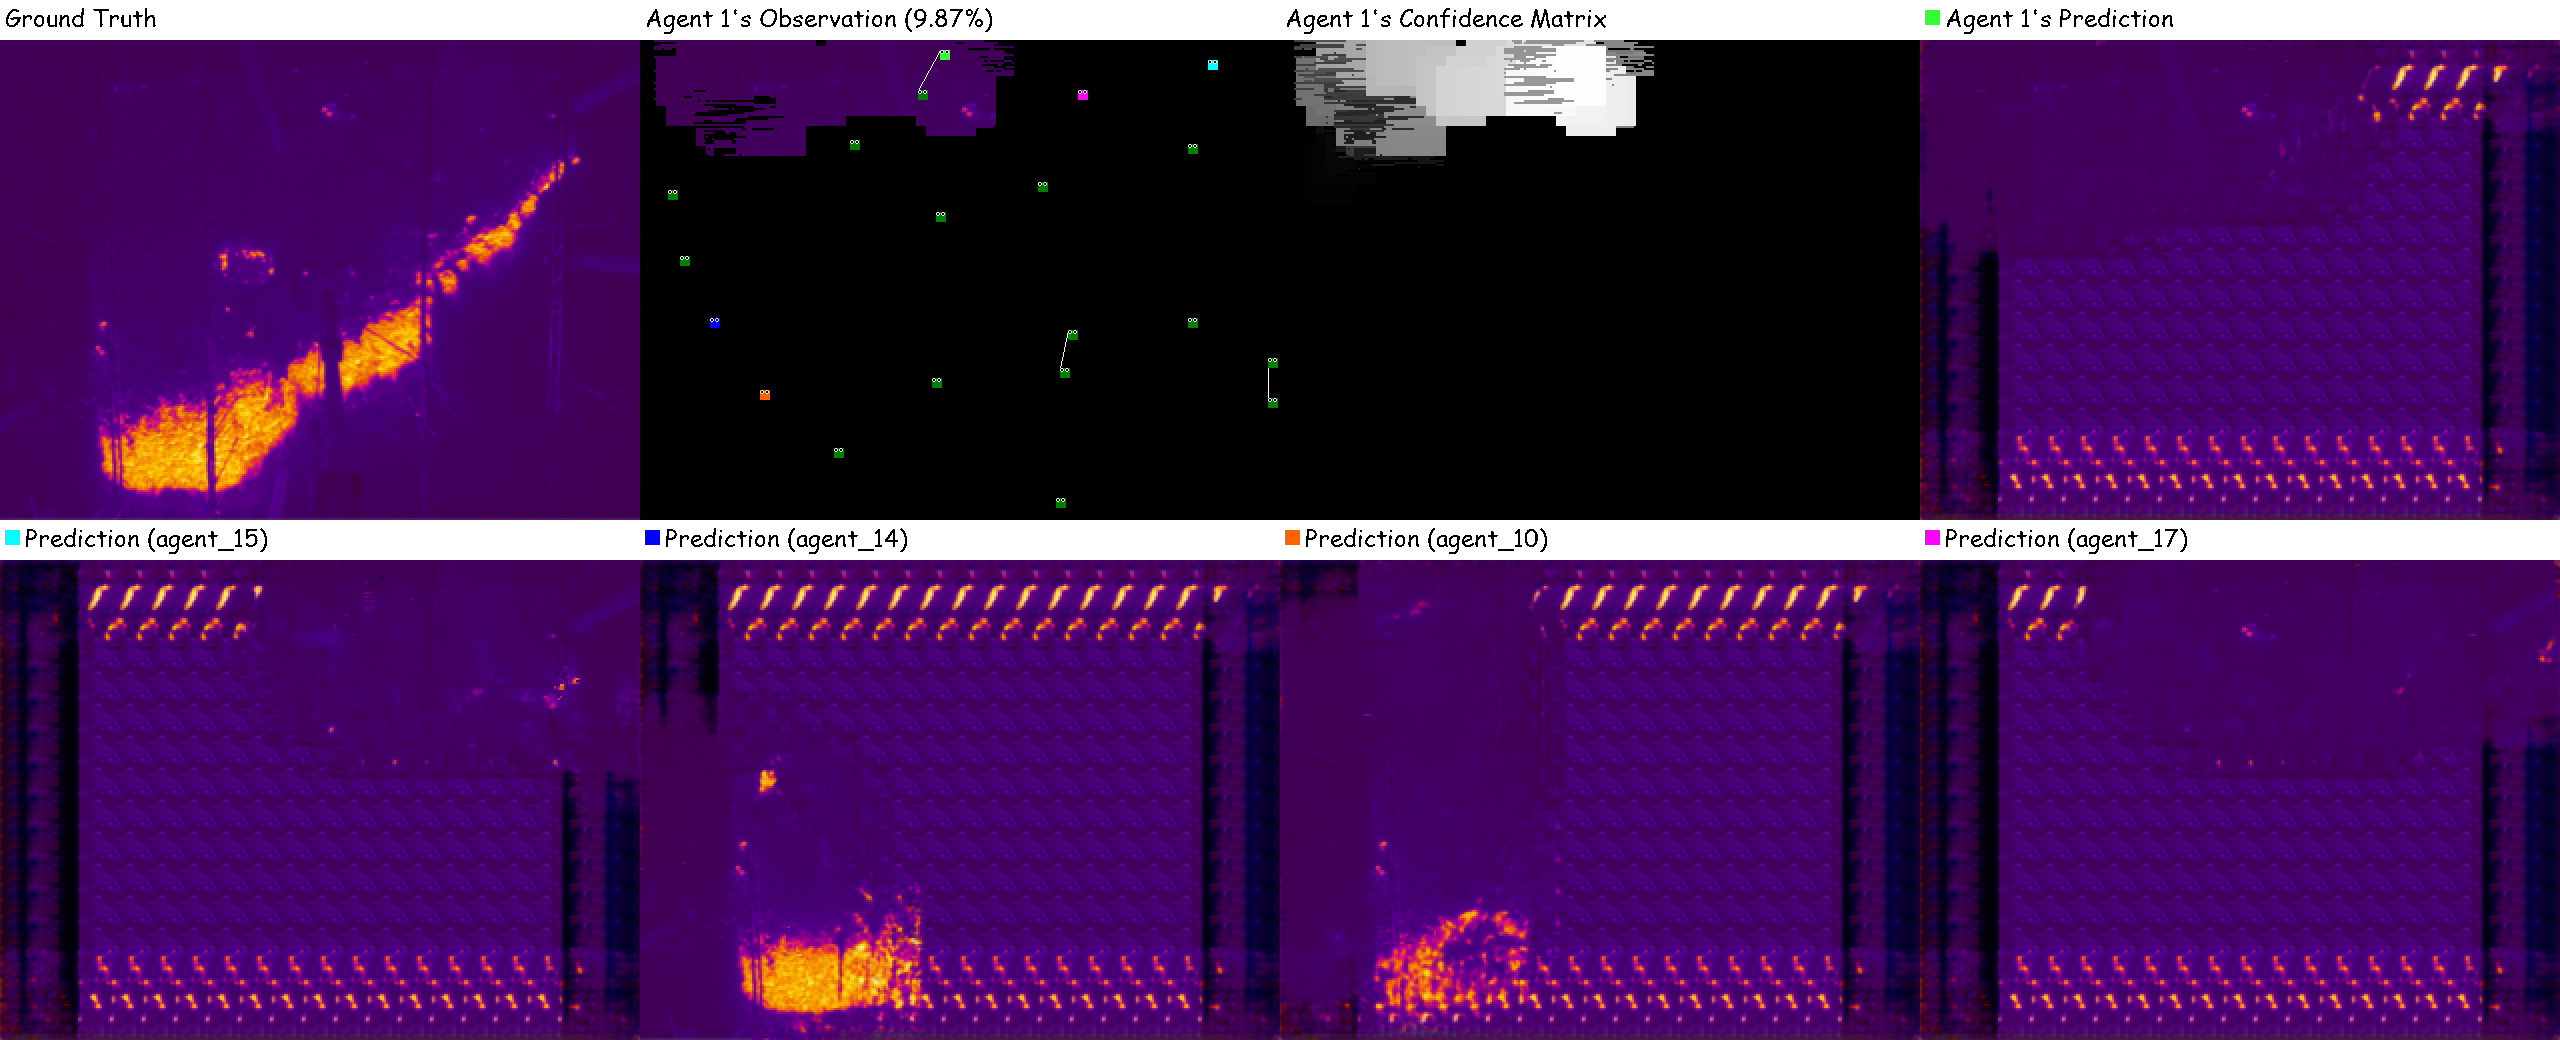 Ground Truth
Agent 1's Observation (9.87%)
Agent 1's Confidence Matrix
Agent 1's Prediction
Prediction (agent_15)
Prediction (agent_14)
Prediction (agent_10)
Prediction (agent_17)